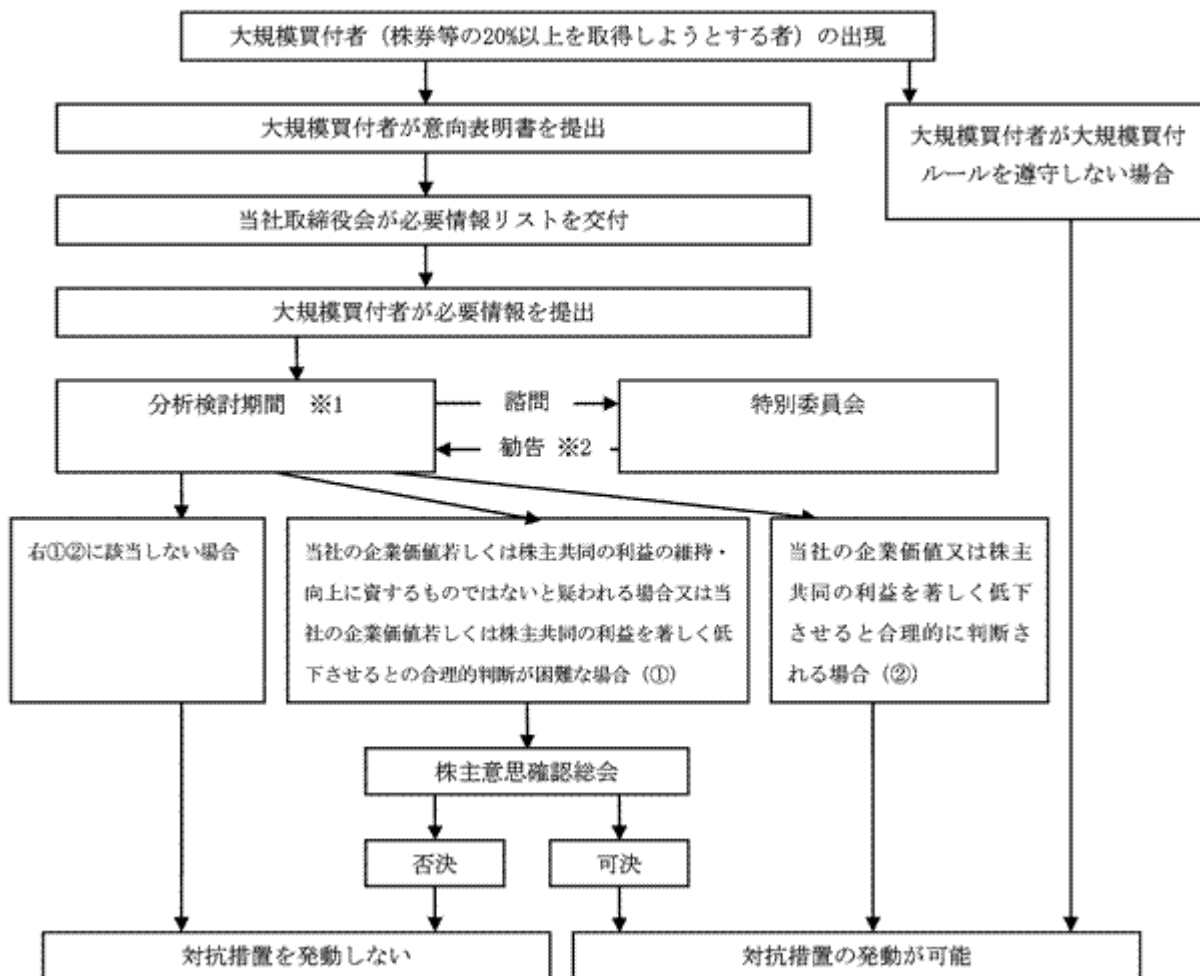 大規模買付者（株券等の20%以上を取得しようとする者）の出現
大規模買付者が意向表明書を提出
大規模買付者が大規模買付
ルールを遵守しない場合
当社取締役会が必要情報リストを交付
大規模買付者が必要情報を提出
分析検討期間　※1
諮問
特別委員会
勧告 ※2
右①②に該当しない場合
当社の企業価値若しくは株主共同の利益の維持・
向上に資するものではないと疑われる場合又は当
社の企業価値若しくは株主共同の利益を著しく低
下させるとの合理的判断が困難な場合（①）
当社の企業価値又は株主
共同の利益を著しく低下
させると合理的に判断さ
れる場合（②）
株主意思確認総会
否決
可決
対抗措置を発動しない
対抗措置の発動が可能